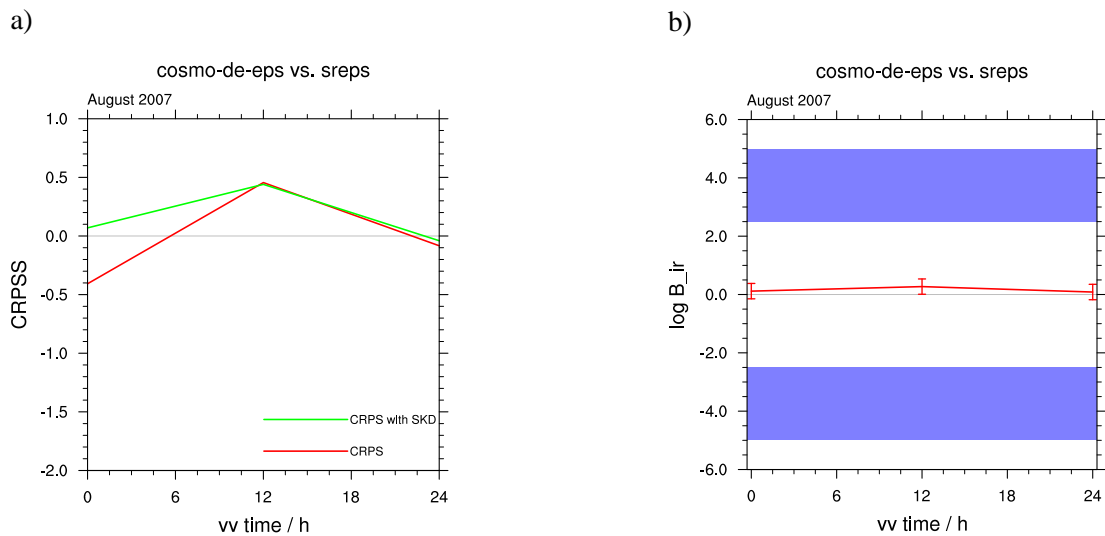 a)
cosmo-de-eps vs. sreps
August 2007
1.0
0.5
0.0
-0.5
-1.0
-1.5
-2.0
CRPSS
CRPS wIth SKD
CRPS
0
6
12
18
24
vv time / h
b)
cosmo-de-eps vs. sreps
August 2007
6.0
4.0
2.0
0.0
-2.0
-4.0
-6.0
log B_ir
0
6
12
18
24
vv time / h